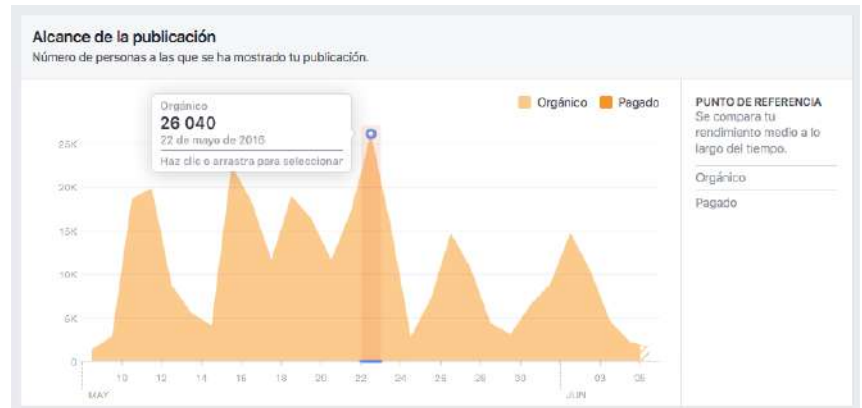 Alcance de la publicación
Número de personas a las que se ha mostrado tu publicación.
Orgánico
26 040
22 de mayo de 2016
Haz clic o arrastra para seleccionar
Orgánico
Pagado
PUNTO DE REFERENCIA
Se compara tu
rendimiento medio a lo
largo del tiempo.
Orgánico
Pagado
25K
20K
15K
10K
5K
0
10 12 14 16 18 20 22 24 26 28 30 03 05
MAY JUN